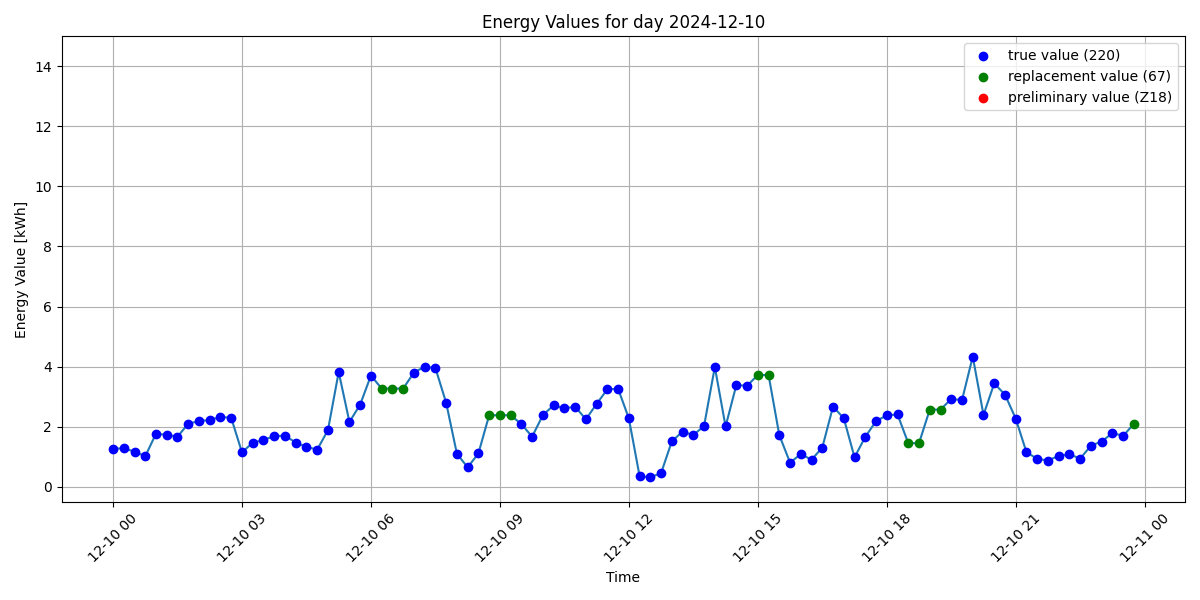 Energy Values for day 2024-12-10
true value (220)
replacement value (67)
preliminary value (Z18)
14
12
10
8
6
4
2
0
Energy Value [kWh]
12-10 00
12-10 03
12-10 06
12-10 09
12-10 12
12-10 15
12-10 18
12-10 21
12-11 00
Time